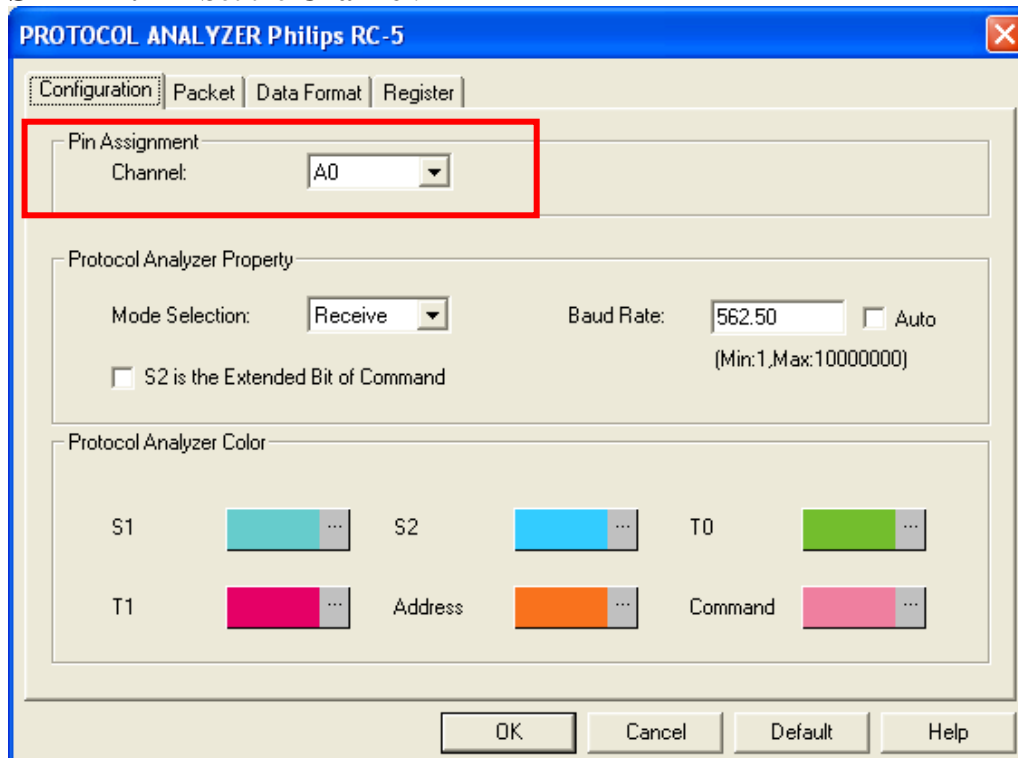 PROTOCOL ANALYZER Philips RC-5
Configuration Packet Data Format Register
Pin Assignment
Channel: A0
Protocol Analyzer Property
Mode Selection: Receive Baud Rate: 562.50 Auto
(Min:1,Max:10000000)
S2 is the Extended Bit of Command
Protocol Analyzer Color
S1 ... S2 ... T0 ...
T1 ... Address ... Command ...
OK Cancel Default Help